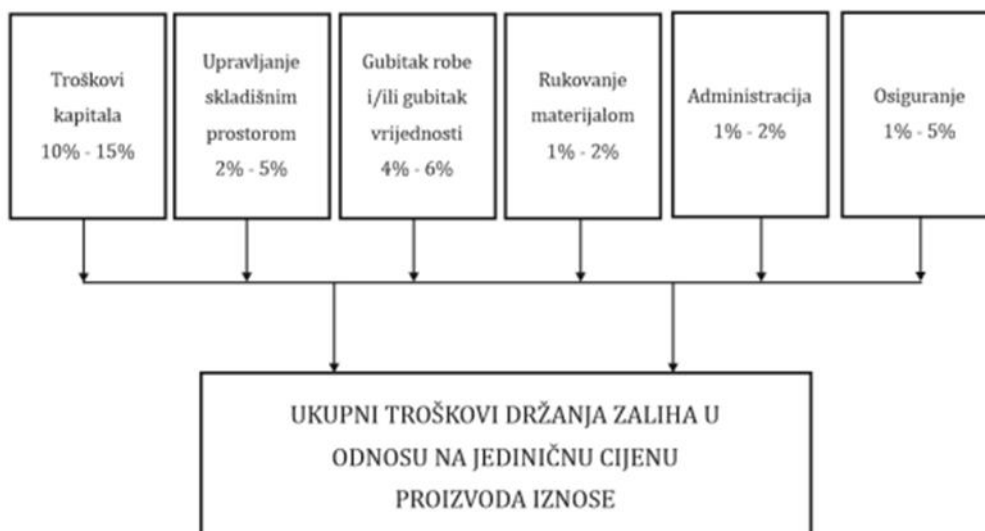 Troškovi
kapitala
10% - 15%
Upravljanje
skladišnim
prostorom
2% - 5%
Gubitak robe
i/ili gubitak
vrijednosti
4% - 6%
Rukovanje
materijalom
1% - 2%
Administracija
1% - 2%
Osiguranje
1% - 5%
UKUPNI TROŠKOVI DRŽANJA ZALIHA U
ODNOSU NA JEDINIČNU CIJENU
PROIZVODA IZNOSE